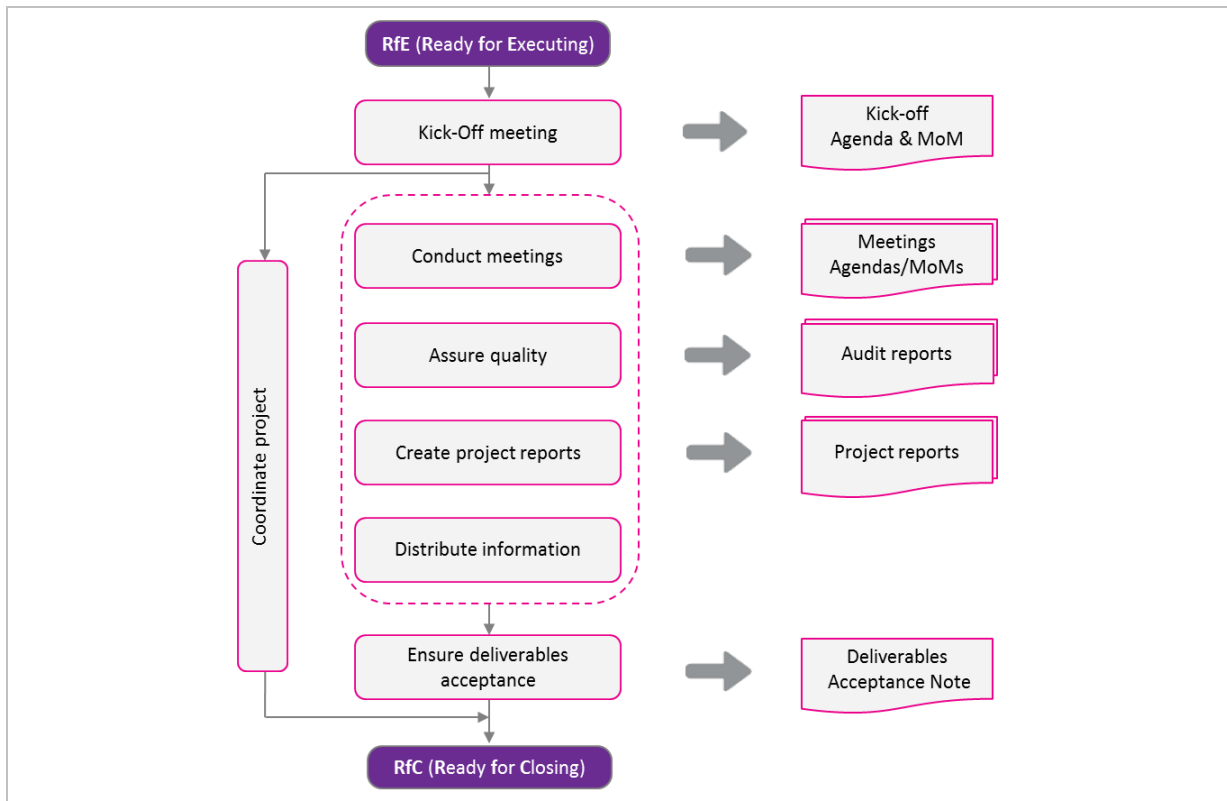 RfE (Ready for Executing)
Kick-Off meeting
Kick-off
Agenda & MoM
Conduct meetings
Meetings
Agendas/MoMs
Assure quality
Audit reports
Coordinate project
Create project reports
Project reports
Distribute information
Ensure deliverables
acceptance
Deliverables
Acceptance Note
RfC (Ready for Closing)